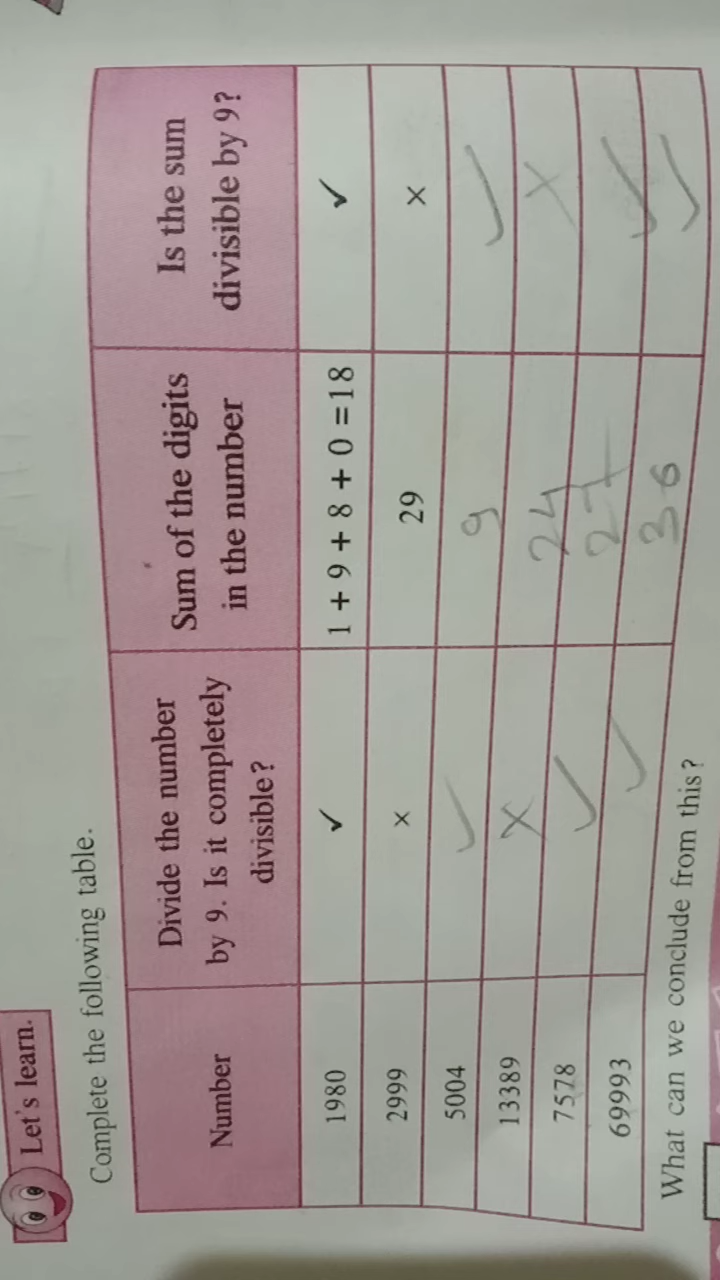 Let's learn.
Complete the following table.
Number
Divide the number
by 9. Is it completely
divisible?
Sum of the digits
in the number
Is the sum
divisible by 9?
1980 ✓ 1 + 9 + 8 + 0 = 18 ✓
2999 × 29 ×
5004 ✓ 9 ✓
13389 × 24 ×
7578 ✓ 27 ✓
69993 ✓ 36 ✓
What can we conclude from this?